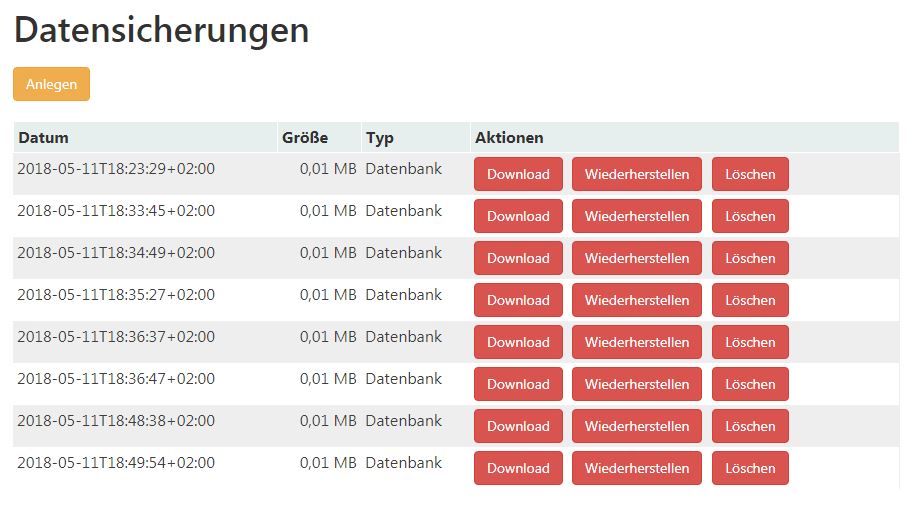 Datensicherungen
Anlegen
Datum Größe Typ Aktionen
2018-05-11T18:23:29+02:00 0,01 MB Datenbank Download Wiederherstellen Löschen
2018-05-11T18:33:45+02:00 0,01 MB Datenbank Download Wiederherstellen Löschen
2018-05-11T18:34:49+02:00 0,01 MB Datenbank Download Wiederherstellen Löschen
2018-05-11T18:35:27+02:00 0,01 MB Datenbank Download Wiederherstellen Löschen
2018-05-11T18:36:37+02:00 0,01 MB Datenbank Download Wiederherstellen Löschen
2018-05-11T18:36:47+02:00 0,01 MB Datenbank Download Wiederherstellen Löschen
2018-05-11T18:48:38+02:00 0,01 MB Datenbank Download Wiederherstellen Löschen
2018-05-11T18:49:54+02:00 0,01 MB Datenbank Download Wiederherstellen Löschen